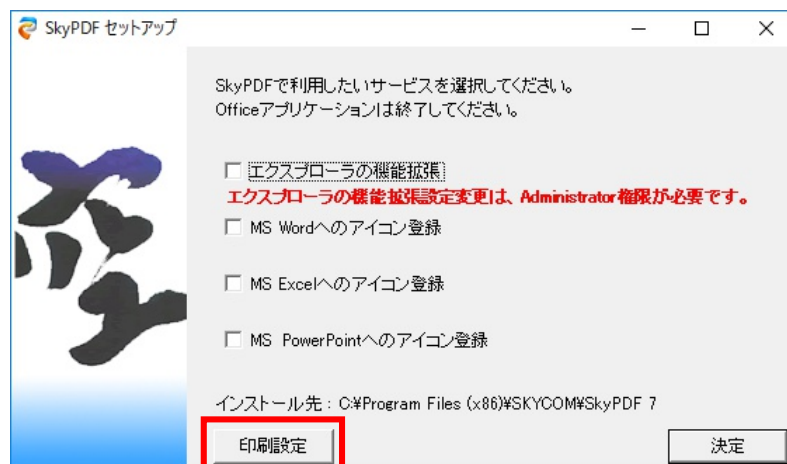 SkyPDF セットアップ
SkyPDFで利用したいサービスを選択してください。
Officeアプリケーションは終了してください。
エクスプローラの機能拡張
エクスプローラの機能拡張設定変更は、Administrator権限が必要です。
MS Wordへのアイコン登録
MS Excelへのアイコン登録
MS PowerPointへのアイコン登録
インストール先：C:¥Program Files (x86)¥SKYCOM¥SkyPDF 7
印刷設定
決定